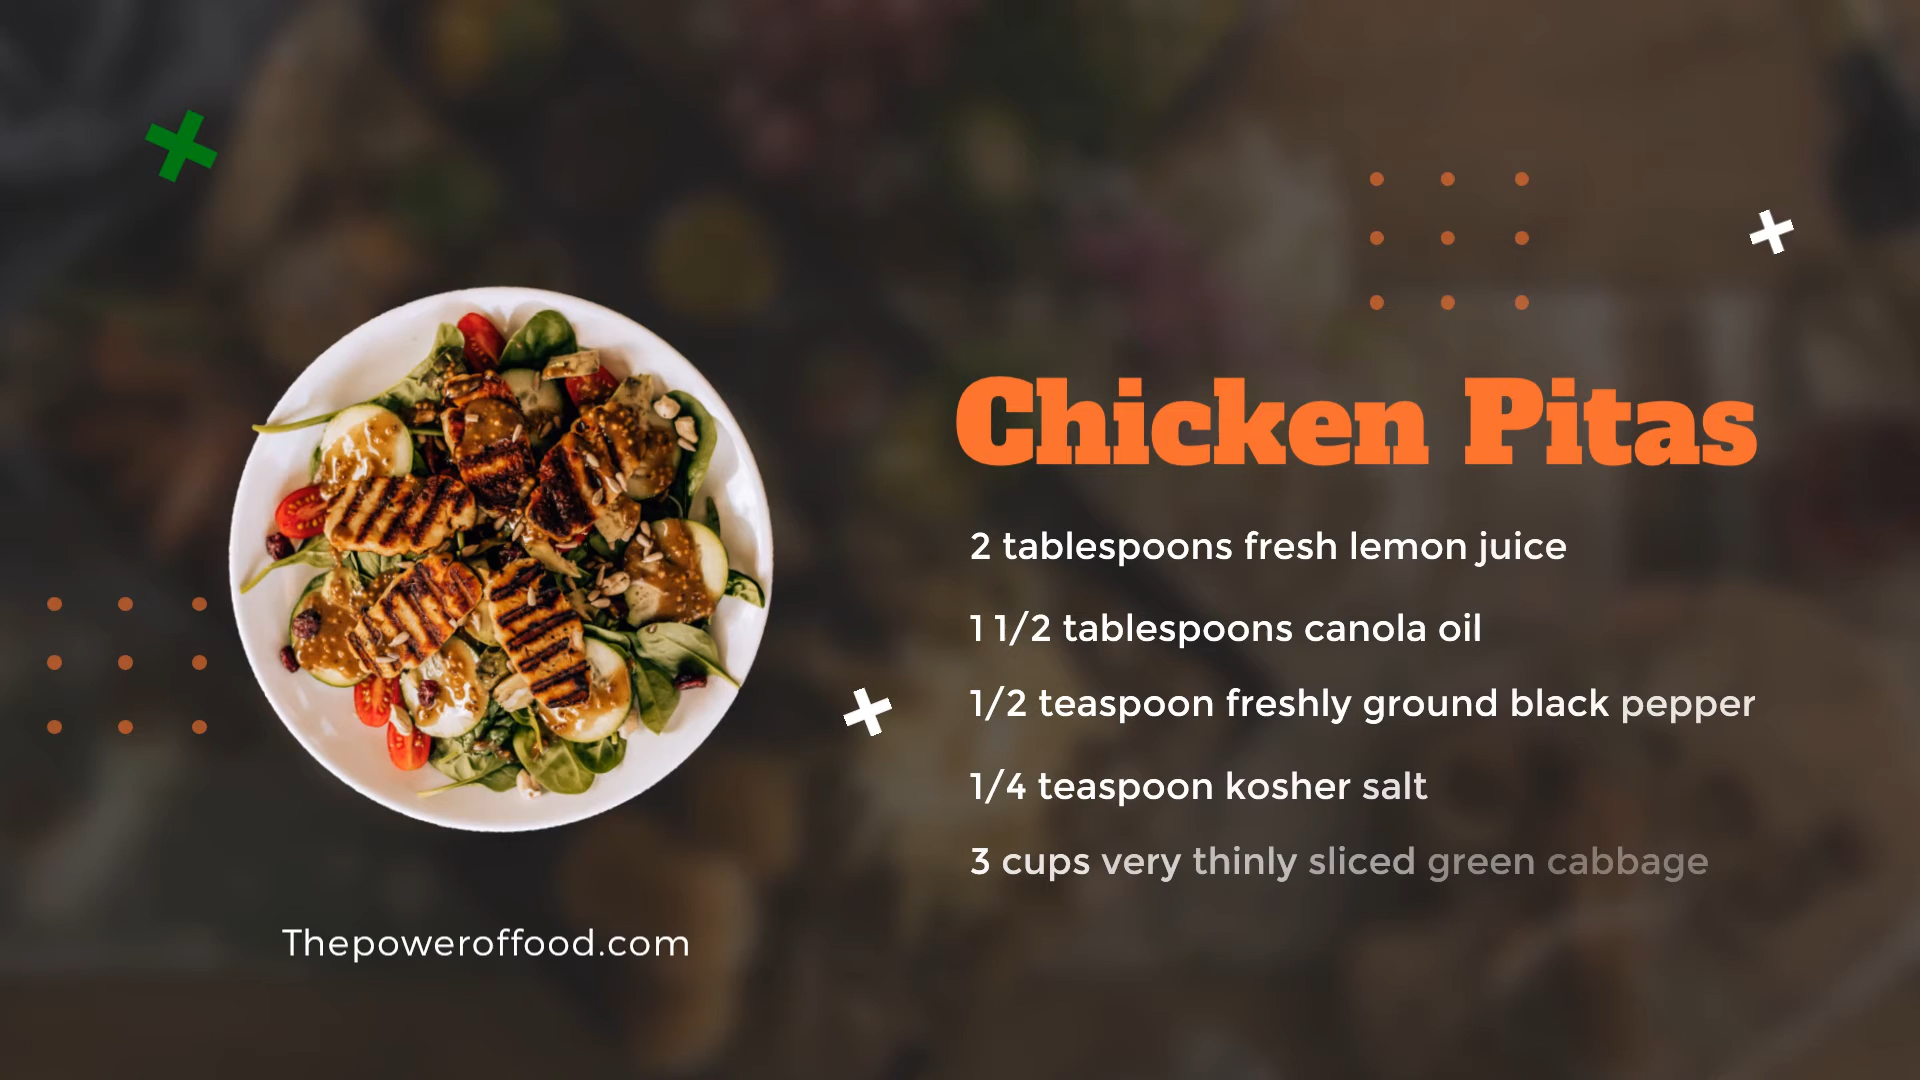 Chicken Pitas
2 tablespoons fresh lemon juice
1 1/2 tablespoons canola oil
1/2 teaspoon freshly ground black pepper
1/4 teaspoon kosher salt
3 cups very thinly sliced green cabbage
Thepoweroffood.com